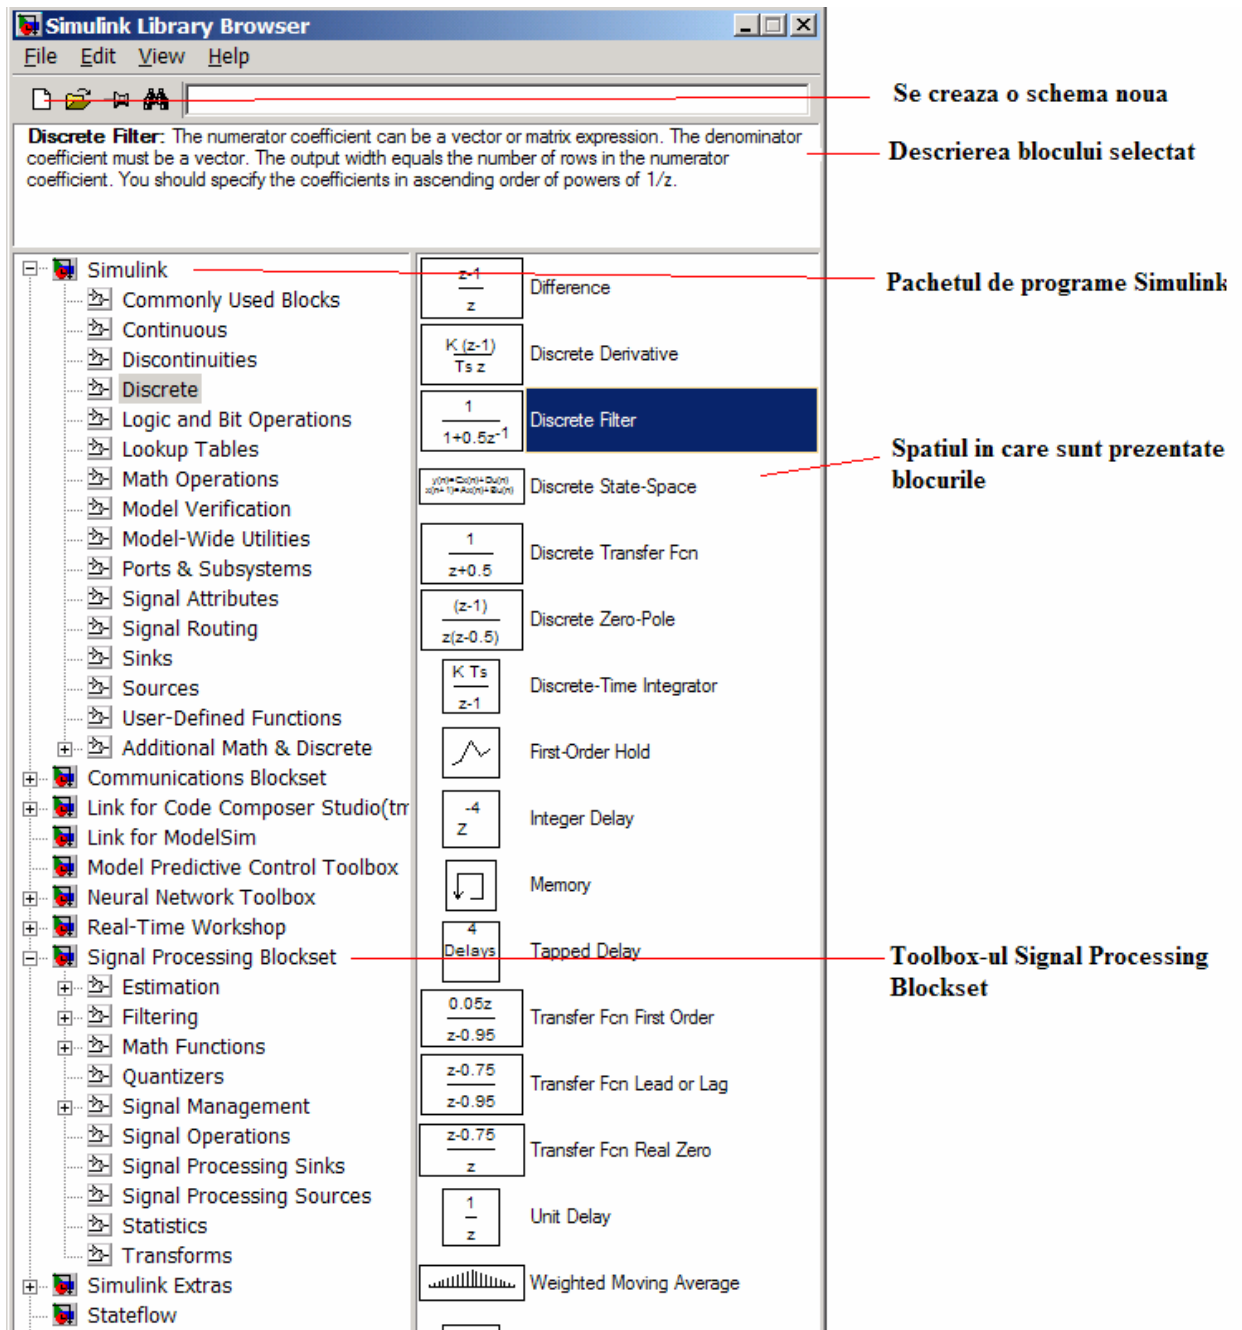 Simulink Library Browser
File Edit View Help
Se creaza o schema noua
Discrete Filter: The numerator coefficient can be a vector or matrix expression. The denominator
coefficient must be a vector. The output width equals the number of rows in the numerator
coefficient. You should specify the coefficients in ascending order of powers of 1/z.
Descrierea blocului selectat
Simulink
Commonly Used Blocks
Continuous
Discontinuities
Discrete
Logic and Bit Operations
Lookup Tables
Math Operations
Model Verification
Model-Wide Utilities
Ports & Subsystems
Signal Attributes
Signal Routing
Sinks
Sources
User-Defined Functions
Additional Math & Discrete
Communications Blockset
Link for Code Composer Studio(tm
Link for ModelSim
Model Predictive Control Toolbox
Neural Network Toolbox
Real-Time Workshop
Signal Processing Blockset
Estimation
Filtering
Math Functions
Quantizers
Signal Management
Signal Operations
Signal Processing Sinks
Signal Processing Sources
Statistics
Transforms
Simulink Extras
Stateflow
z-1
z
Difference
K (z-1)
Ts z
Discrete Derivative
1
1+0.5z-1
Discrete Filter
y(n)=Cx(n)+Du(n)
x(n+1)=Ax(n)+Bu(n)
Discrete State-Space
1
z+0.5
Discrete Transfer Fcn
(z-1)
z(z-0.5)
Discrete Zero-Pole
K Ts
z-1
Discrete-Time Integrator
First-Order Hold
-4
Z
Integer Delay
Memory
4
Delays
Tapped Delay
0.05z
z-0.95
Transfer Fcn First Order
z-0.75
z-0.95
Transfer Fcn Lead or Lag
z-0.75
z
Transfer Fcn Real Zero
1
z
Unit Delay
Weighted Moving Average
Pachetul de programe Simulink
Spatiul in care sunt prezentate
blocurile
Toolbox-ul Signal Processing
Blockset